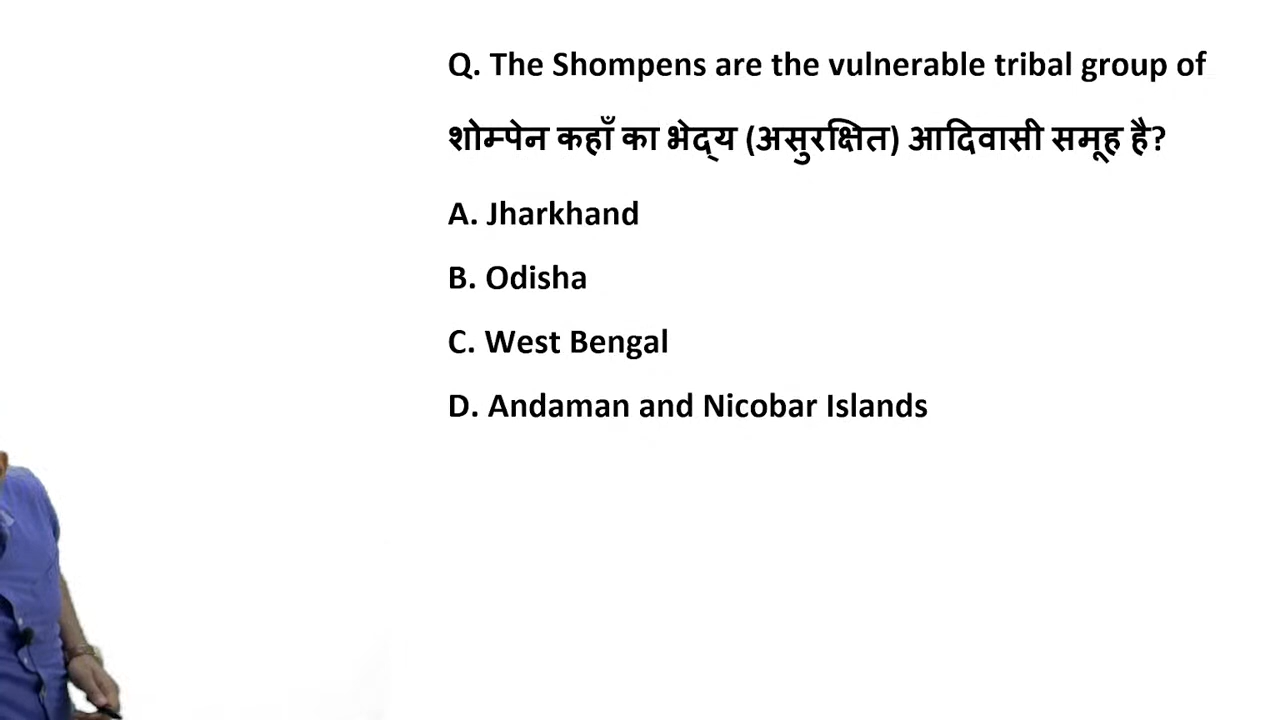 Q. The Shompens are the vulnerable tribal group of
शोम्पेन कहाँ का भेद्‌य (असुरक्षित) आदिवासी समूह है?
A. Jharkhand
B. Odisha
C. West Bengal
D. Andaman and Nicobar Islands